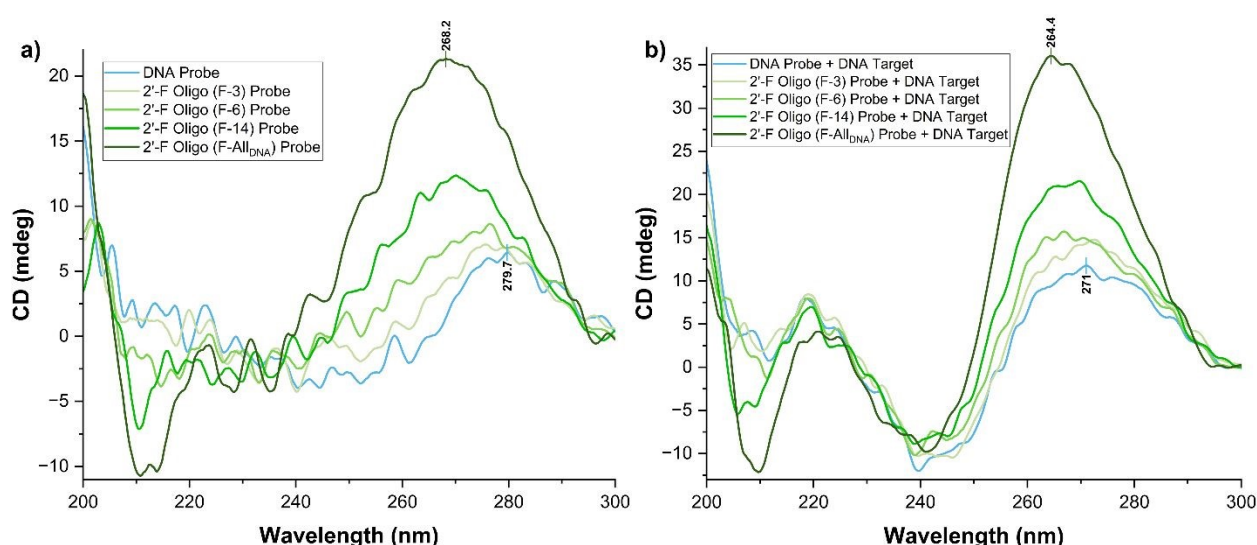 a)
268.2
DNA Probe
2'-F Oligo (F-3) Probe
2'-F Oligo (F-6) Probe
2'-F Oligo (F-14) Probe
2'-F Oligo (F-AllDNA) Probe
279.7
CD (mdeg)
20
15
10
5
0
−5
−10
200
220
240
260
280
300
Wavelength (nm)
b)
264.4
DNA Probe + DNA Target
2'-F Oligo (F-3) Probe + DNA Target
2'-F Oligo (F-6) Probe + DNA Target
2'-F Oligo (F-14) Probe + DNA Target
2'-F Oligo (F-AllDNA) Probe + DNA Target
271
CD (mdeg)
35
30
25
20
15
10
5
0
−5
−10
200
220
240
260
280
300
Wavelength (nm)